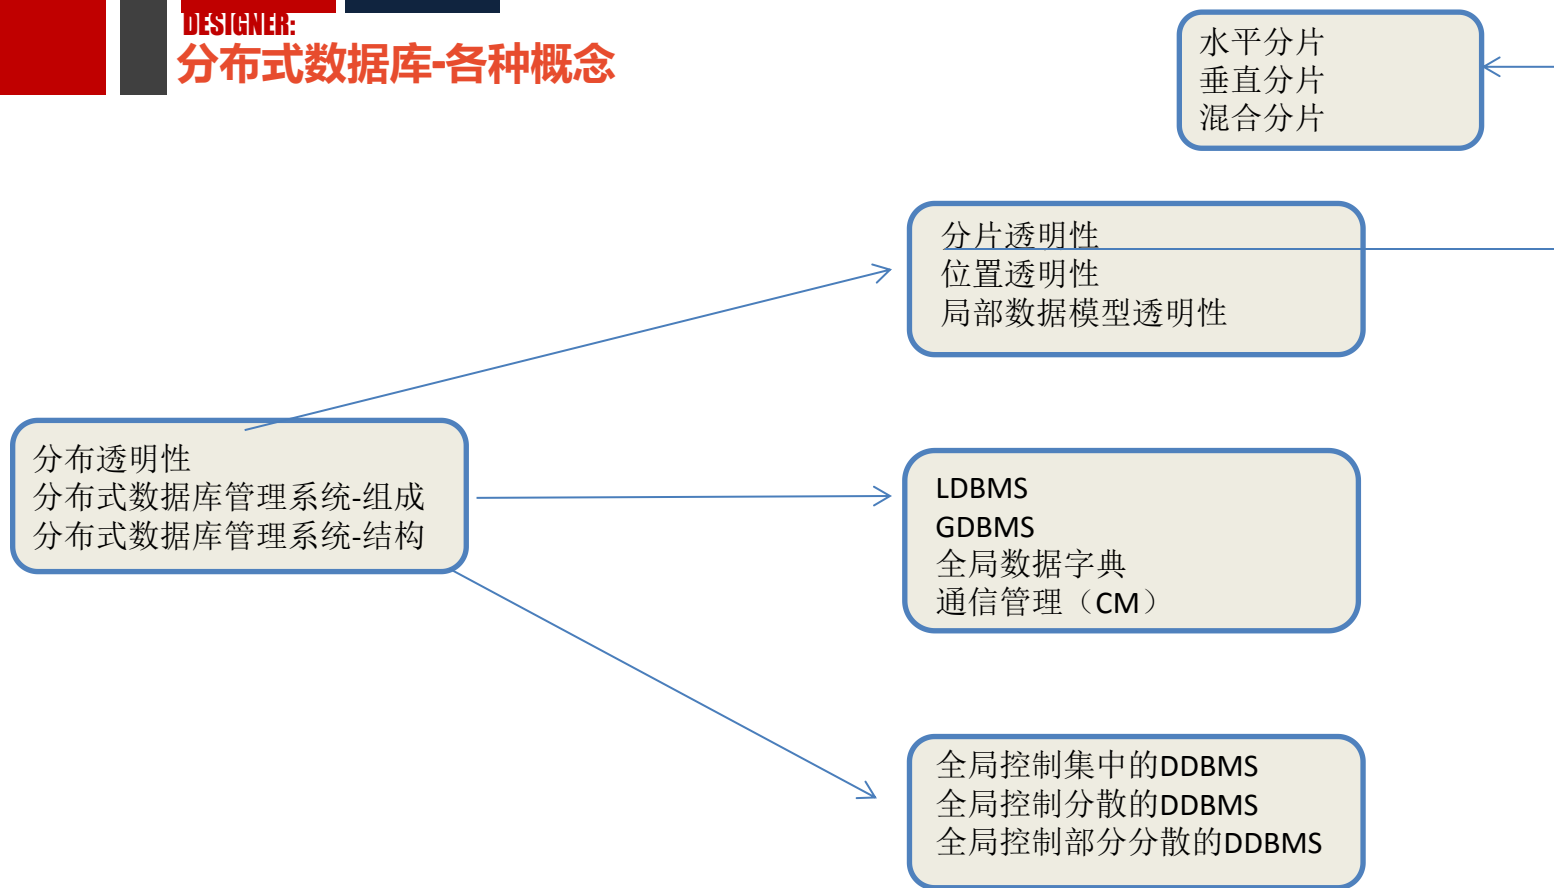 DESIGNER:
分布式数据库-各种概念
水平分片
垂直分片
混合分片
分片透明性
位置透明性
局部数据模型透明性
分布透明性
分布式数据库管理系统-组成
分布式数据库管理系统-结构
LDBMS
GDBMS
全局数据字典
通信管理（CM）
全局控制集中的DDBMS
全局控制分散的DDBMS
全局控制部分分散的DDBMS